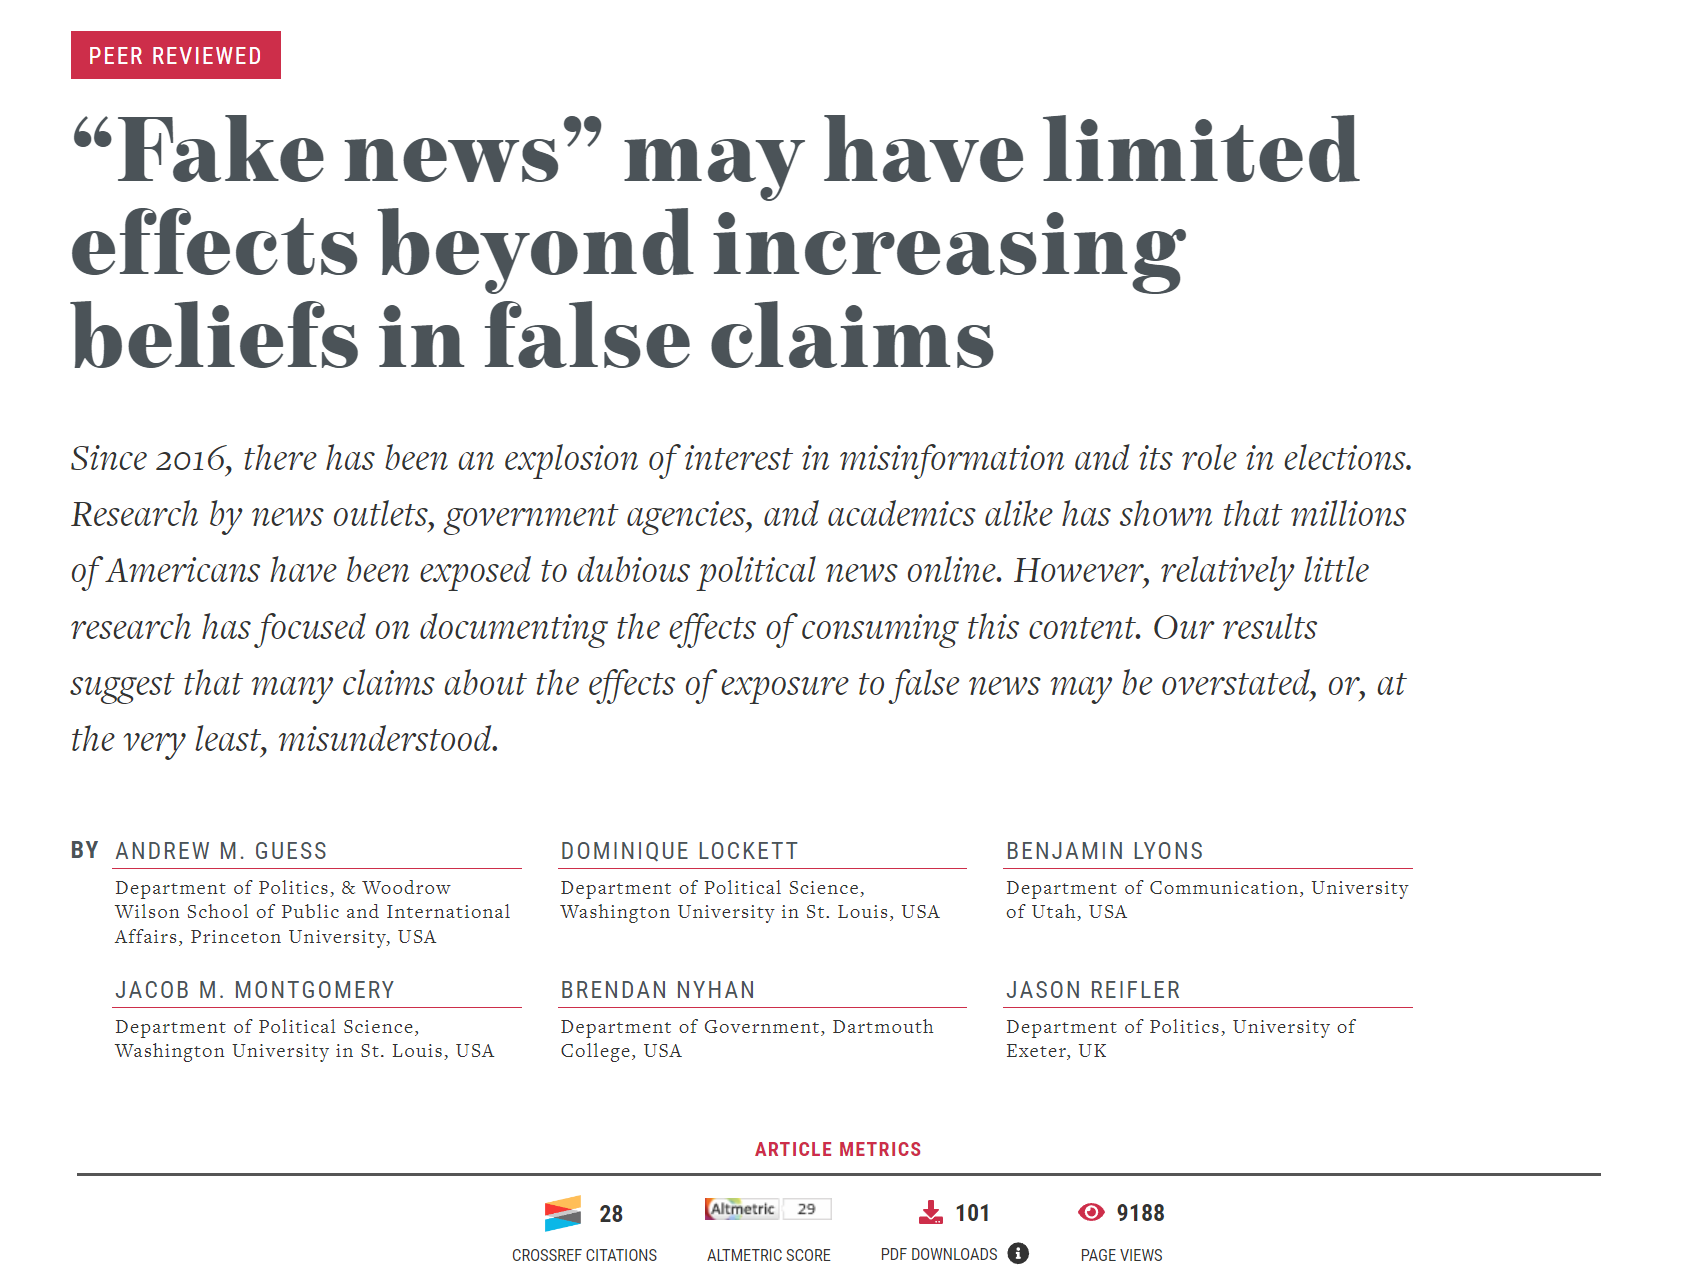 PEER REVIEWED
“Fake news” may have limited
effects beyond increasing
beliefs in false claims
Since 2016, there has been an explosion of interest in misinformation and its role in elections.
Research by news outlets, government agencies, and academics alike has shown that millions
of Americans have been exposed to dubious political news online. However, relatively little
research has focused on documenting the effects of consuming this content. Our results
suggest that many claims about the effects of exposure to false news may be overstated, or, at
the very least, misunderstood.
BY ANDREW M. GUESS
Department of Politics, & Woodrow
Wilson School of Public and International
Affairs, Princeton University, USA
DOMINIQUE LOCKETT
Department of Political Science,
Washington University in St. Louis, USA
BENJAMIN LYONS
Department of Communication, University
of Utah, USA
JACOB M. MONTGOMERY
Department of Political Science,
Washington University in St. Louis, USA
BRENDAN NYHAN
Department of Government, Dartmouth
College, USA
JASON REIFLER
Department of Politics, University of
Exeter, UK
ARTICLE METRICS
28
CROSSREF CITATIONS
Altmetric 29
ALTMETRIC SCORE
101
PDF DOWNLOADS
9188
PAGE VIEWS